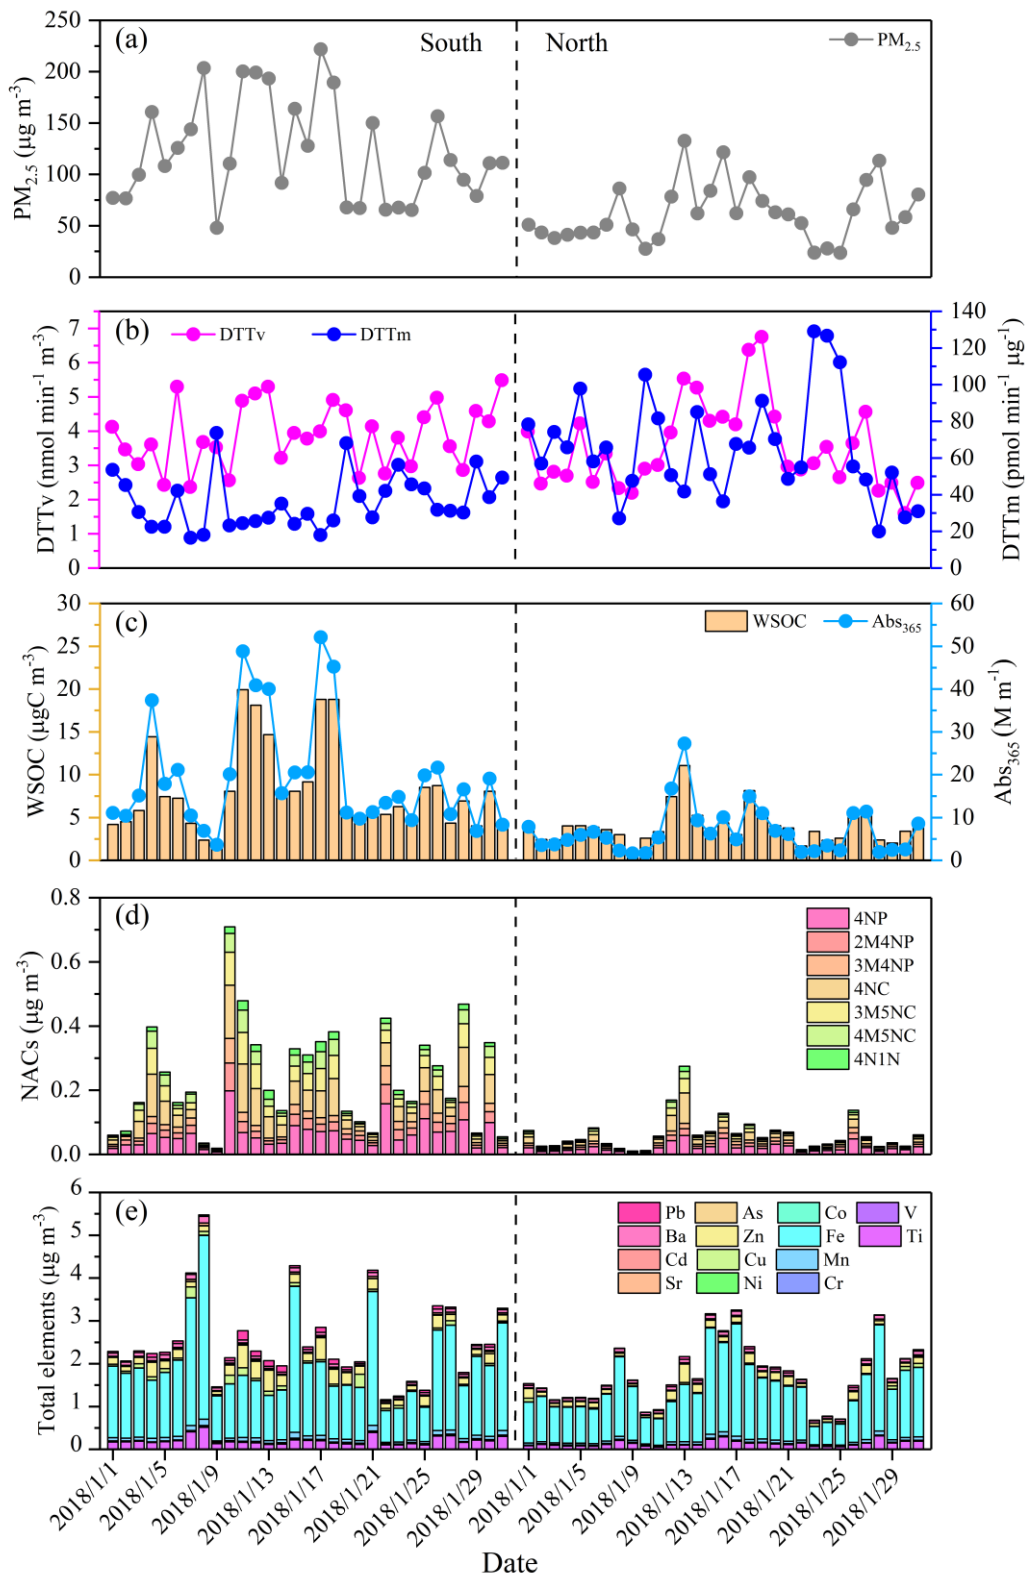 (a) South North PM2.5
250
200
150
100
50
0
PM2.5 (μg m-3)
(b) DTTv DTTm
7
6
5
4
3
2
1
0
DTTv (nmol min-1 m-3)
140
120
100
80
60
40
20
0
DTTm (pmol min-1 μg-1)
(c) WSOC Abs365
30
25
20
15
10
5
0
WSOC (μgC m-3)
60
50
40
30
20
10
0
Abs365 (M m-1)
(d)
0.8
0.6
0.4
0.2
0.0
NACs (μg m-3)
4NP
2M4NP
3M4NP
4NC
3M5NC
4M5NC
4N1N
(e)
6
5
4
3
2
1
0
Total elements (μg m-3)
Pb As Co V
Ba Zn Fe Ti
Cd Cu Mn
Sr Ni Cr
2018/1/1 2018/1/5 2018/1/9 2018/1/13 2018/1/17 2018/1/21 2018/1/25 2018/1/29 2018/1/1 2018/1/5 2018/1/9 2018/1/13 2018/1/17 2018/1/21 2018/1/25 2018/1/29
Date